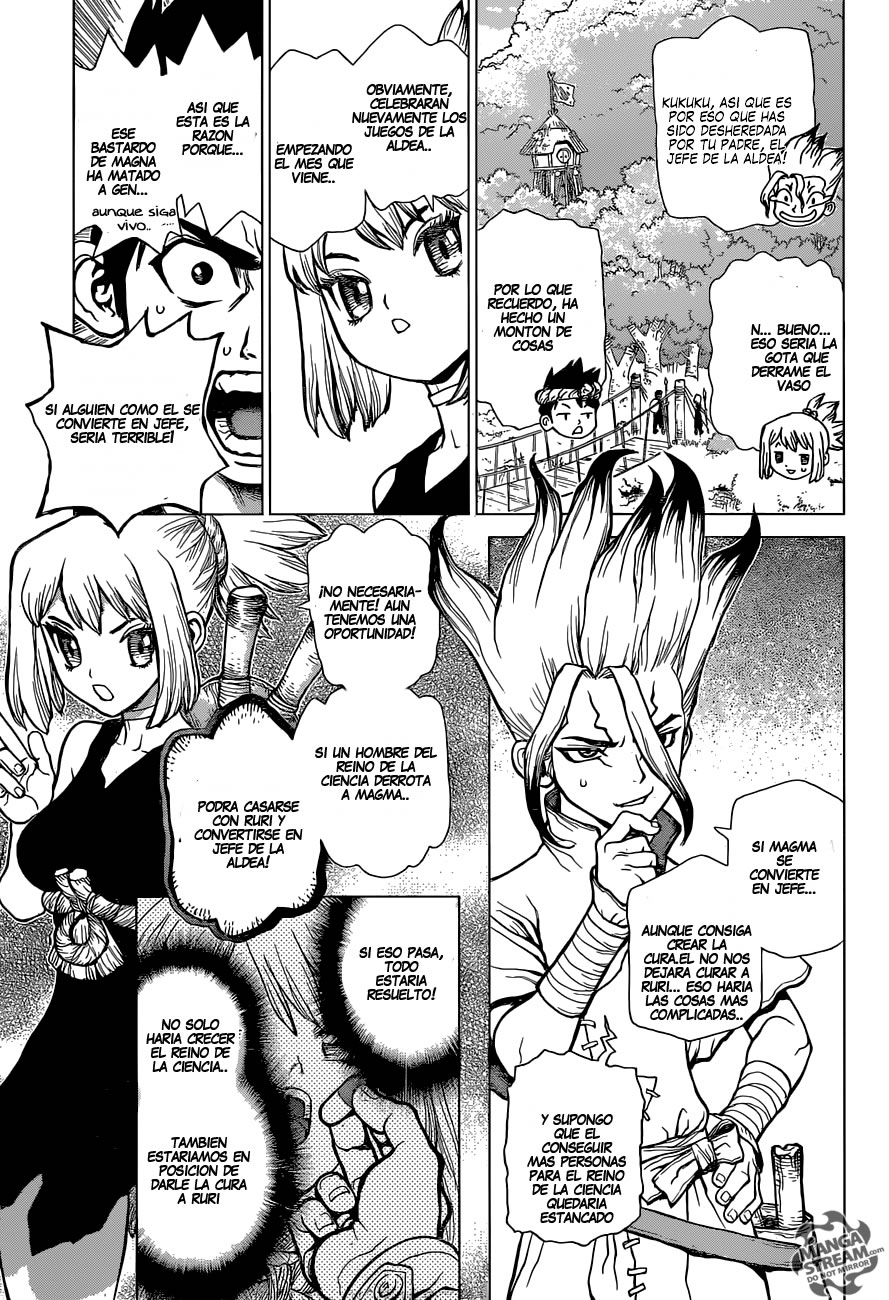 KUKUKU, ASI QUE ES
POR ESO QUE HAS
SIDO DESHEREDADA
POR TU PADRE, EL
JEFE DE LA ALDEA!
N... BUENO...
ESO SERIA LA
GOTA QUE
DERRAME EL
VASO
POR LO QUE
RECUERDO, HA
HECHO UN
MONTON DE
COSAS
OBVIAMENTE,
CELEBRARAN
NUEVAMENTE LOS
JUEGOS DE LA
ALDEA..
EMPEZANDO
EL MES QUE
VIENE..
ASI QUE
ESTA ES LA
RAZON
PORQUE...
ESE
BASTARDO
DE MAGNA
HA MATADO
A GEN...
aunque siga
vivo..
SI ALGUIEN COMO EL SE
CONVIERTE EN JEFE,
SERIA TERRIBLE!
SI MAGMA
SE
CONVIERTE
EN JEFE...
AUNQUE CONSIGA
CREAR LA
CURA.EL NO NOS
DEJARA CURAR A
RURI... ESO HARIA
LAS COSAS MAS
COMPLICADAS..
Y SUPONGO
QUE EL
CONSEGUIR
MAS PERSONAS
PARA EL REINO
DE LA CIENCIA
QUEDARIA
ESTANCADO
¡NO NECESARIA-
MENTE! AUN
TENEMOS UNA
OPORTUNIDAD!
SI UN HOMBRE DEL
REINO DE LA
CIENCIA DERROTA
A MAGMA..
PODRA CASARSE
CON RURI Y
CONVERTIRSE EN
JEFE DE LA
ALDEA!
SI ESO PASA,
TODO
ESTARIA
RESUELTO!
NO SOLO
HARIA CRECER
EL REINO DE
LA CIENCIA..
TAMBIEN
ESTARIAMOS EN
POSICION DE
DARLE LA CURA
A RURI
MANGA
STREAM.com
DO NOT MIRROR!